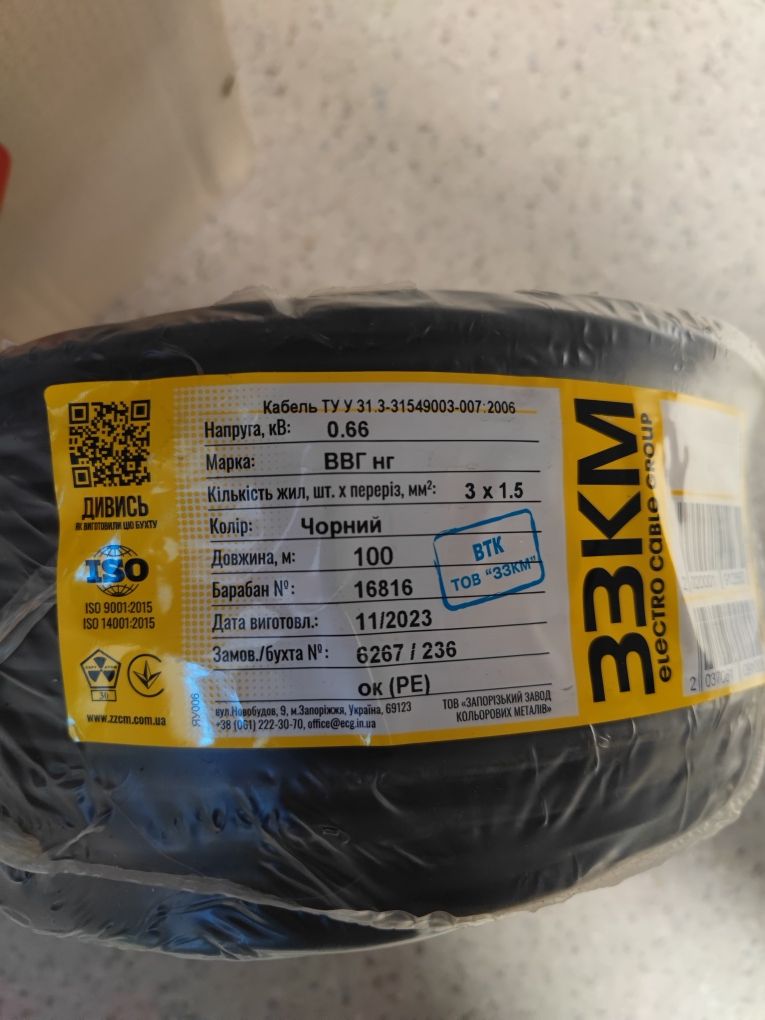 Кабель ТУ У 31.3-31549003-007:2006
Напруга, кВ: 0.66
Марка: ВВГ нг
Кількість жил, шт. х переріз, мм²: 3 x 1.5
Колір: Чорний
Довжина, м: 100
Барабан №: 16816
Дата виготовл.: 11/2023
Замов./бухта №: 6267 / 236
ок (PE)
ВТК
ТОВ "ЗЗКМ"
вул.Новобудов, 9, м.Запоріжжя, Україна, 69123
+38 (061) 222-30-70, office@ecg.in.ua
ТОВ «ЗАПОРІЗЬКИЙ ЗАВОД
КОЛЬОРОВИХ МЕТАЛІВ»
ДИВИСЬ
ЯК ВИГОТОВИЛИ ЦЮ БУХТУ
ISO
ISO 9001:2015
ISO 14001:2015
30
www.zzcm.com.ua
ЯУ006
ЗЗКМ
ELECTRO CABLE GROUP